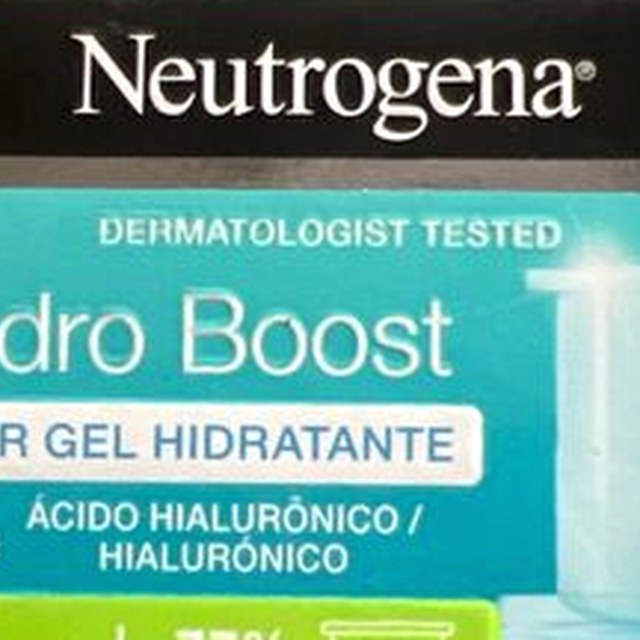 Neutrogena®
DERMATOLOGIST TESTED
dro Boost
R GEL HIDRATANTE
ÁCIDO HIALURÔNICO /
HIALURÓNICO